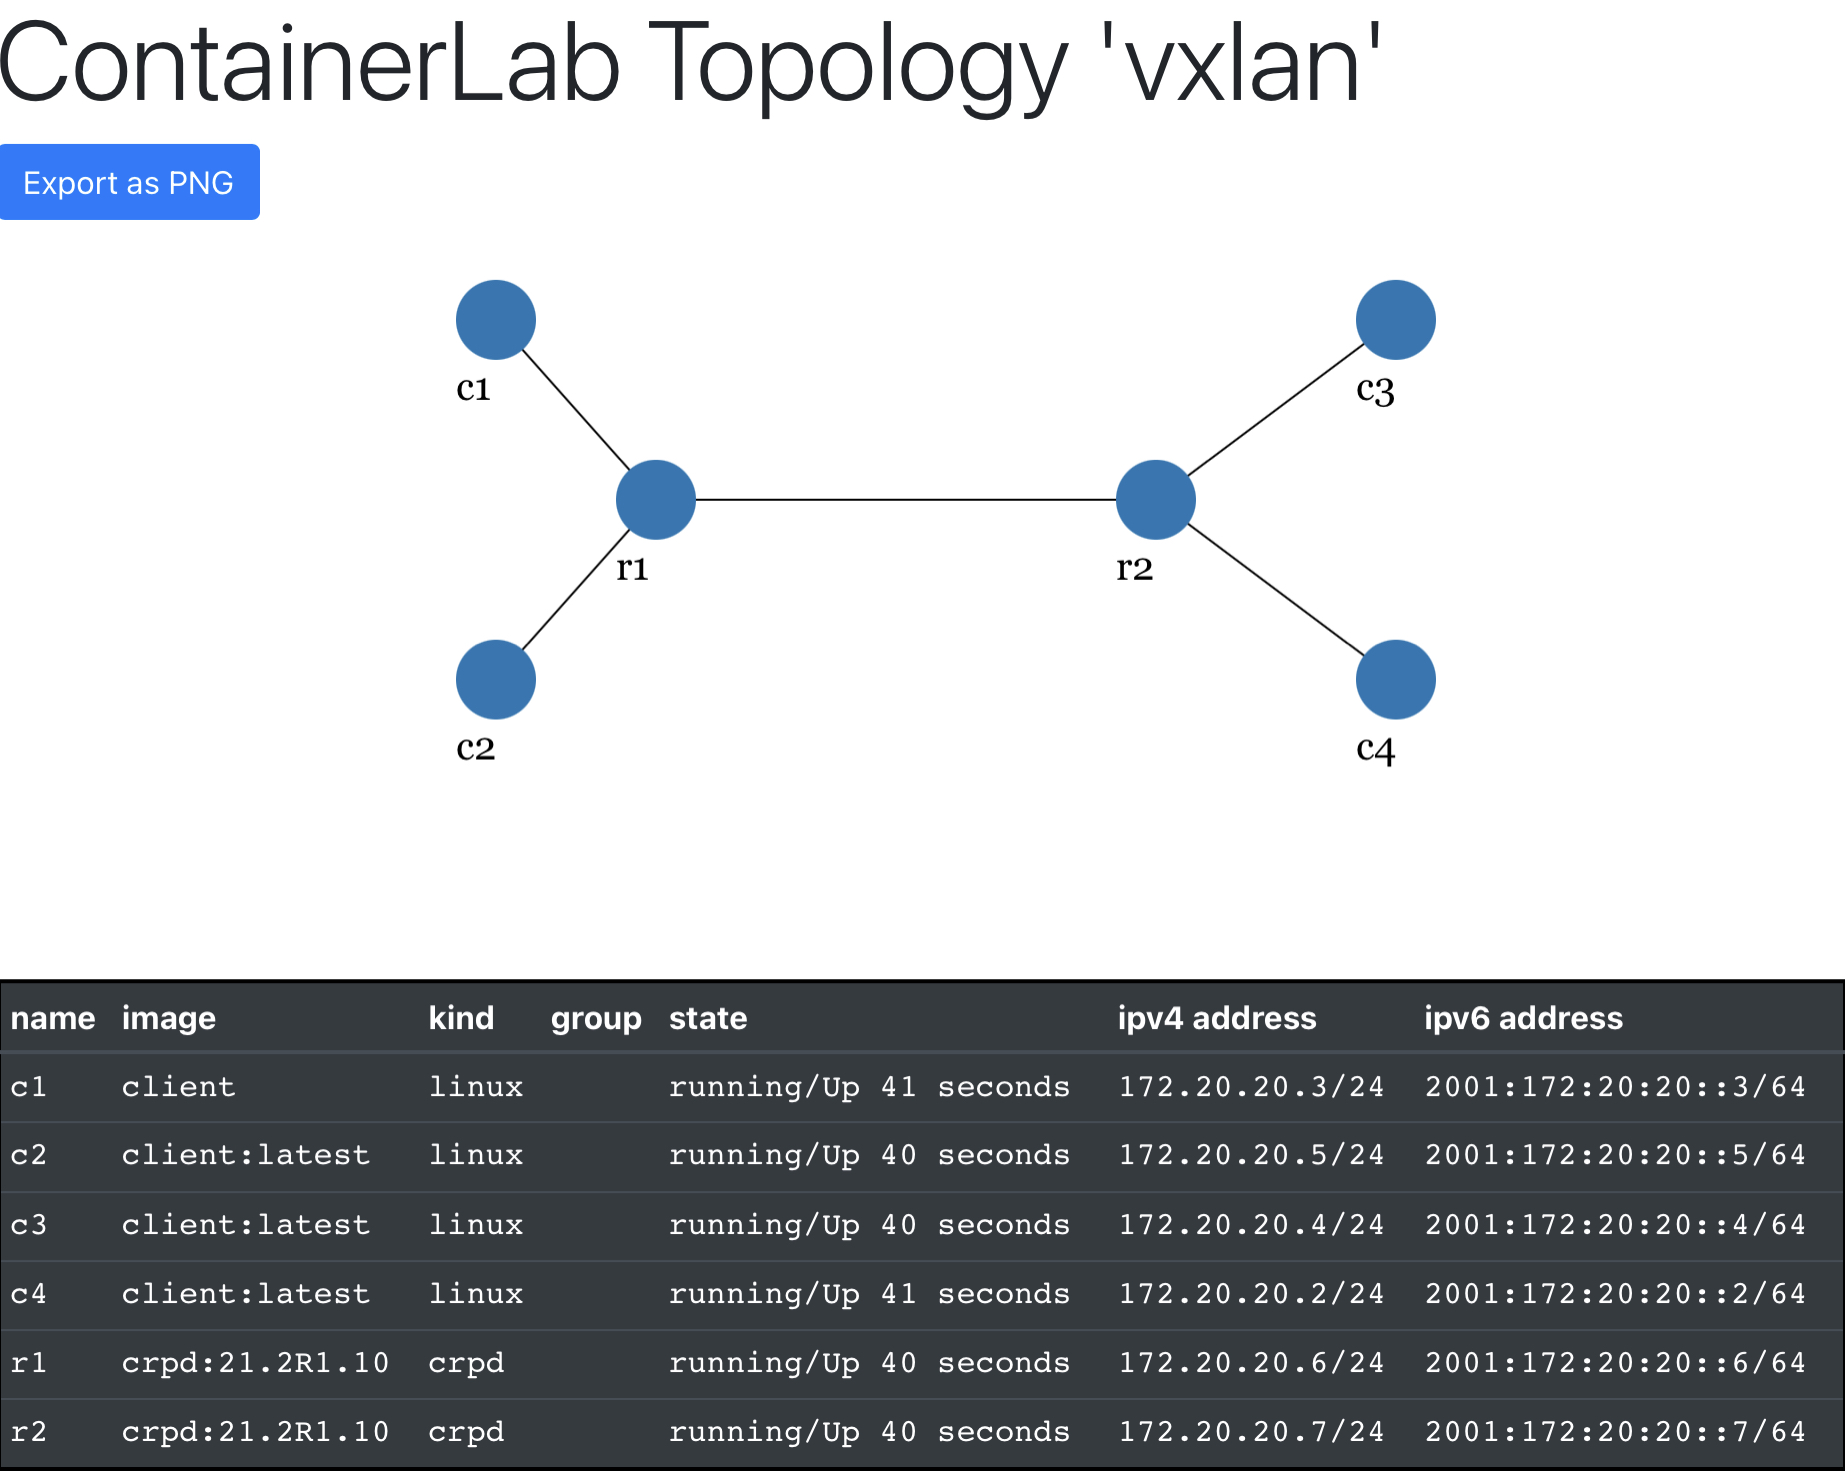 ContainerLab Topology 'vxlan'
Export as PNG
c1
c3
r1
r2
c2
c4
name image kind group state ipv4 address ipv6 address
c1 client linux running/Up 41 seconds 172.20.20.3/24 2001:172:20:20::3/64
c2 client:latest linux running/Up 40 seconds 172.20.20.5/24 2001:172:20:20::5/64
c3 client:latest linux running/Up 40 seconds 172.20.20.4/24 2001:172:20:20::4/64
c4 client:latest linux running/Up 41 seconds 172.20.20.2/24 2001:172:20:20::2/64
r1 crpd:21.2R1.10 crpd running/Up 40 seconds 172.20.20.6/24 2001:172:20:20::6/64
r2 crpd:21.2R1.10 crpd running/Up 40 seconds 172.20.20.7/24 2001:172:20:20::7/64